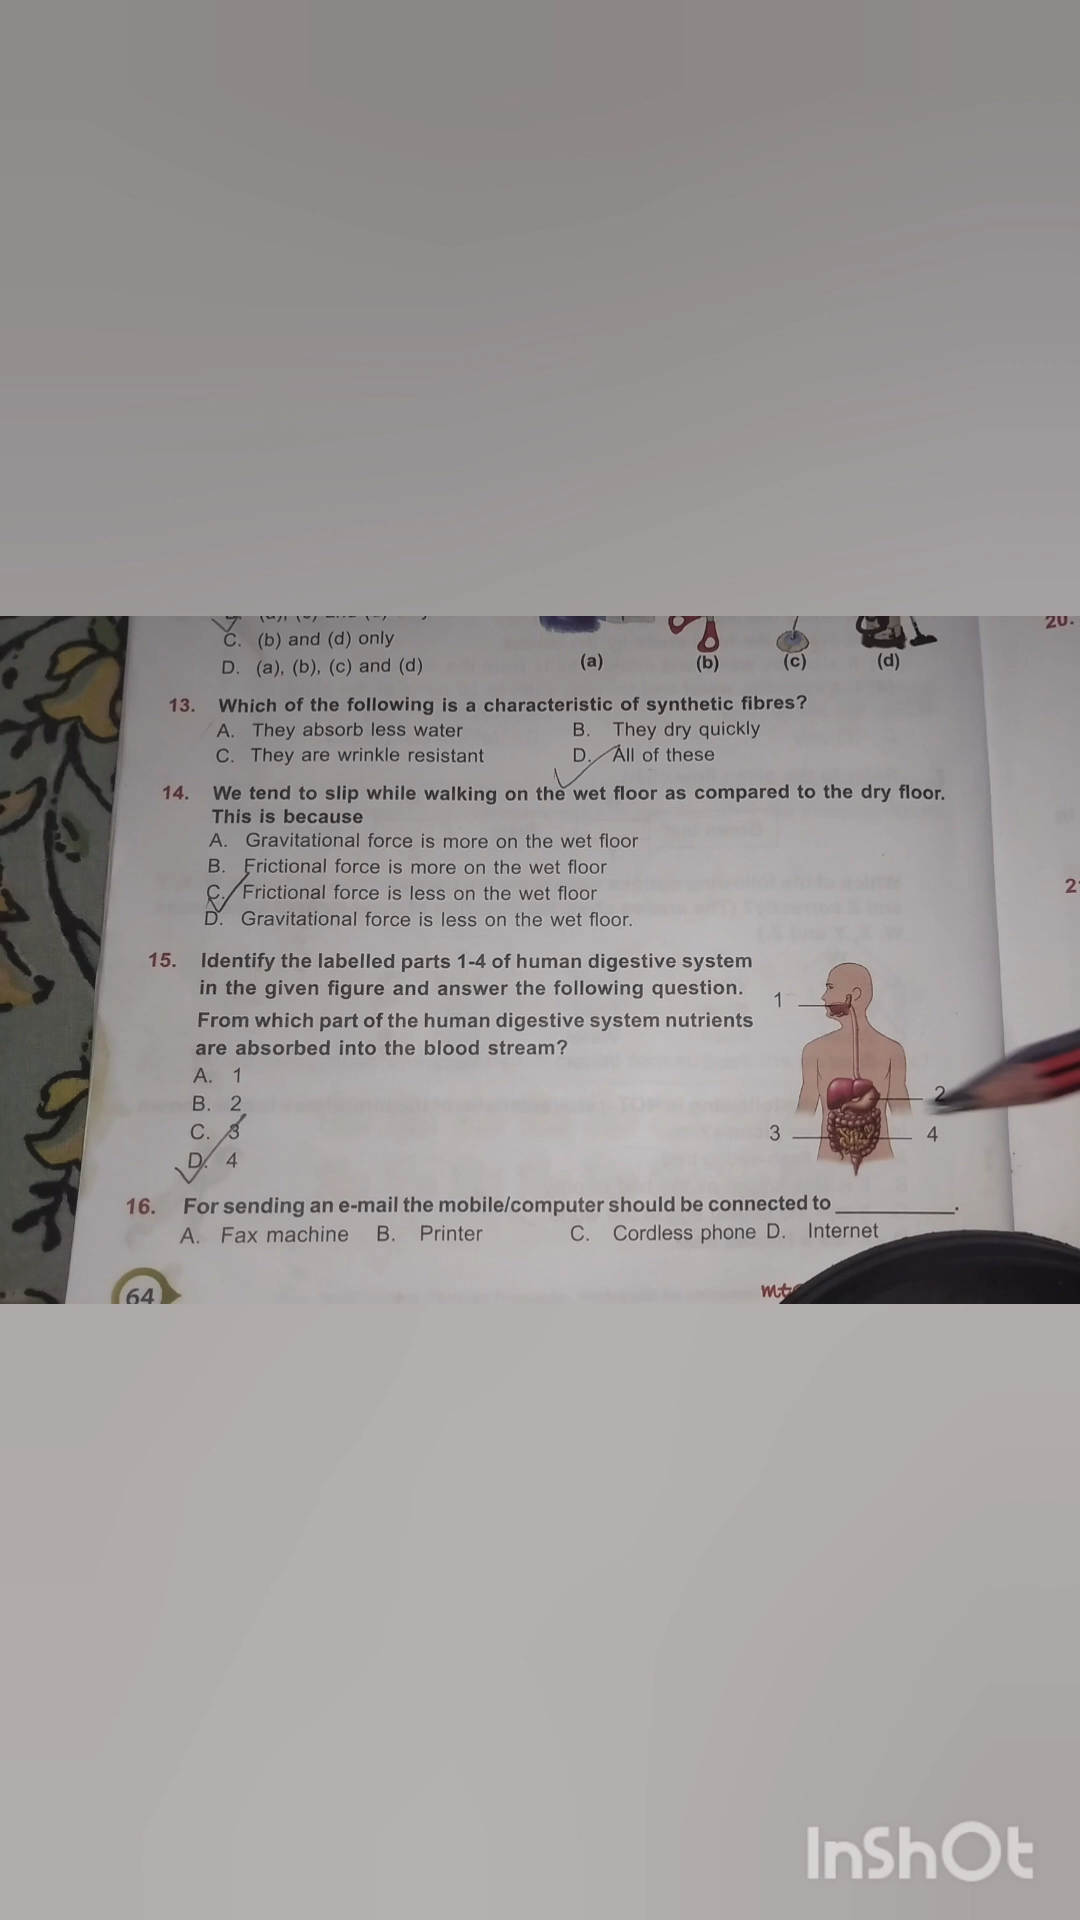 C. (b) and (d) only
D. (a), (b), (c) and (d)
(a) (b) (c) (d)
20.
13. Which of the following is a characteristic of synthetic fibres?
A. They absorb less water B. They dry quickly
C. They are wrinkle resistant D. All of these
14. We tend to slip while walking on the wet floor as compared to the dry floor.
This is because
A. Gravitational force is more on the wet floor
B. Frictional force is more on the wet floor
C. Frictional force is less on the wet floor
D. Gravitational force is less on the wet floor.
15. Identify the labelled parts 1-4 of human digestive system
in the given figure and answer the following question.
From which part of the human digestive system nutrients
are absorbed into the blood stream?
A. 1
B. 2
C. 3
D. 4
1
2
3
4
16. For sending an e-mail the mobile/computer should be connected to ____________.
A. Fax machine B. Printer C. Cordless phone D. Internet
64
InShOt